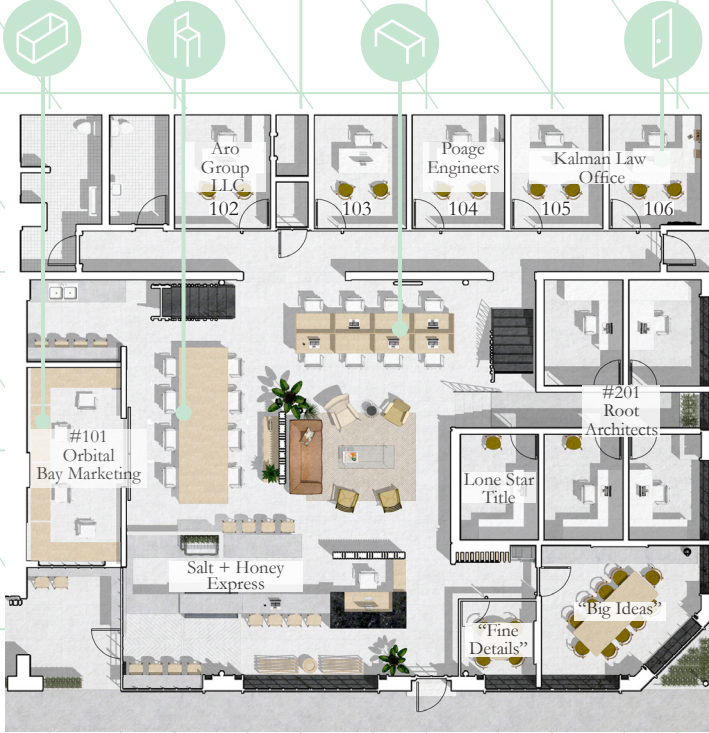 Aro
Group
LLC
102
103
Poage
Engineers
104
Kalman Law
Office
105
106
#201
Root
Architects
#101
Orbital
Bay Marketing
Lone Star
Title
Salt + Honey
Express
“Fine
Details”
“Big Ideas”